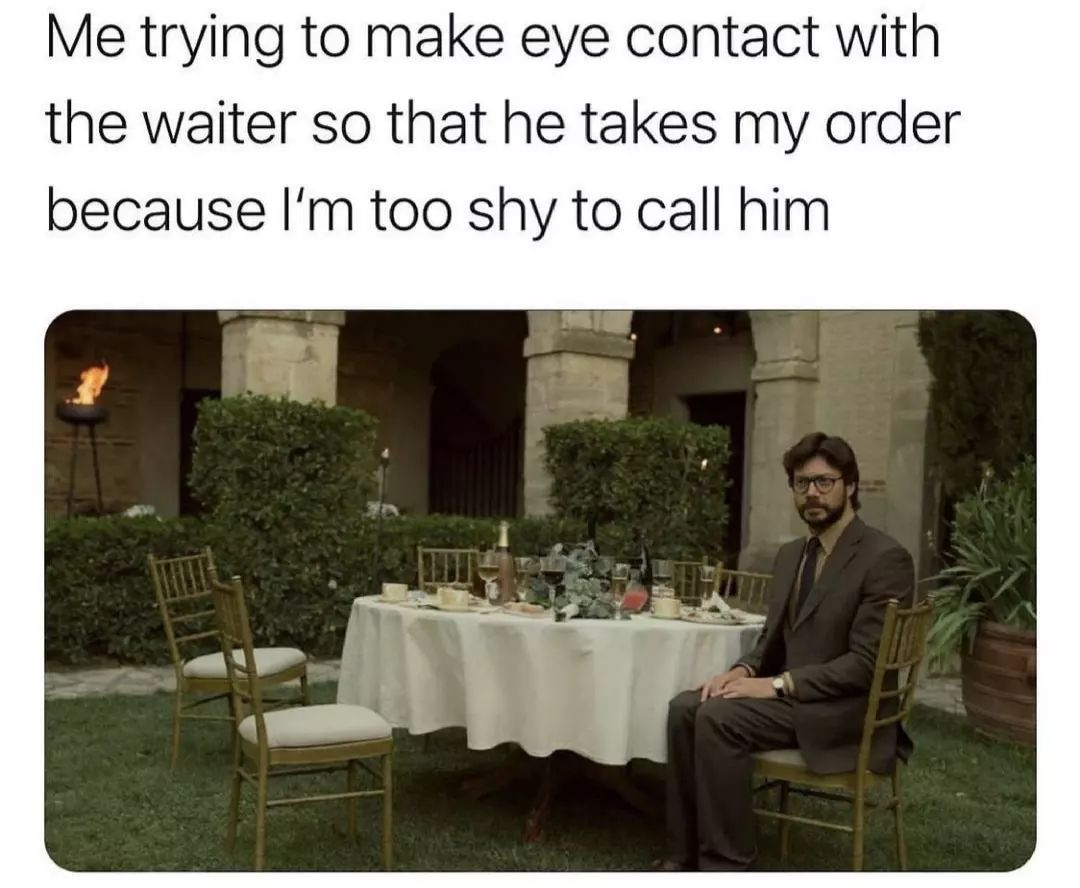 Me trying to make eye contact with
the waiter so that he takes my order
because I'm too shy to call him